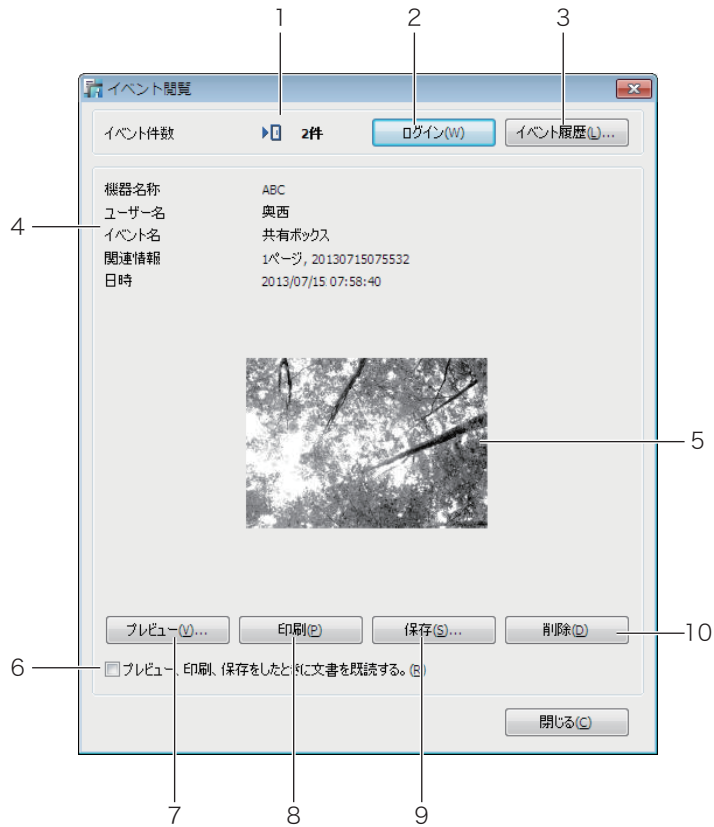 1 2 3
イベント閲覧
イベント件数 2件 ログイン(W) イベント履歴(L)...
機器名称 ABC
ユーザー名 奥西
4 イベント名 共有ボックス
関連情報 1ページ, 20130715075532
日時 2013/07/15 07:58:40
5
プレビュー(V)... 印刷(P) 保存(S)... 削除(D) 10
6 プレビュー、印刷、保存をしたときに文書を既読する。(R)
閉じる(C)
7 8 9